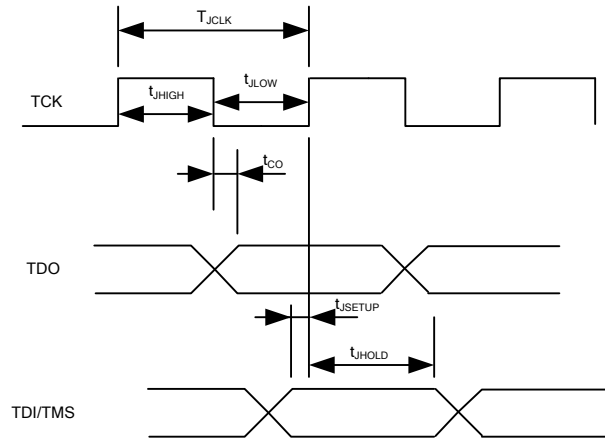 TJCLK
TCK
tJHIGH
tJLOW
tCO
TDO
tJSETUP
tJHOLD
TDI/TMS